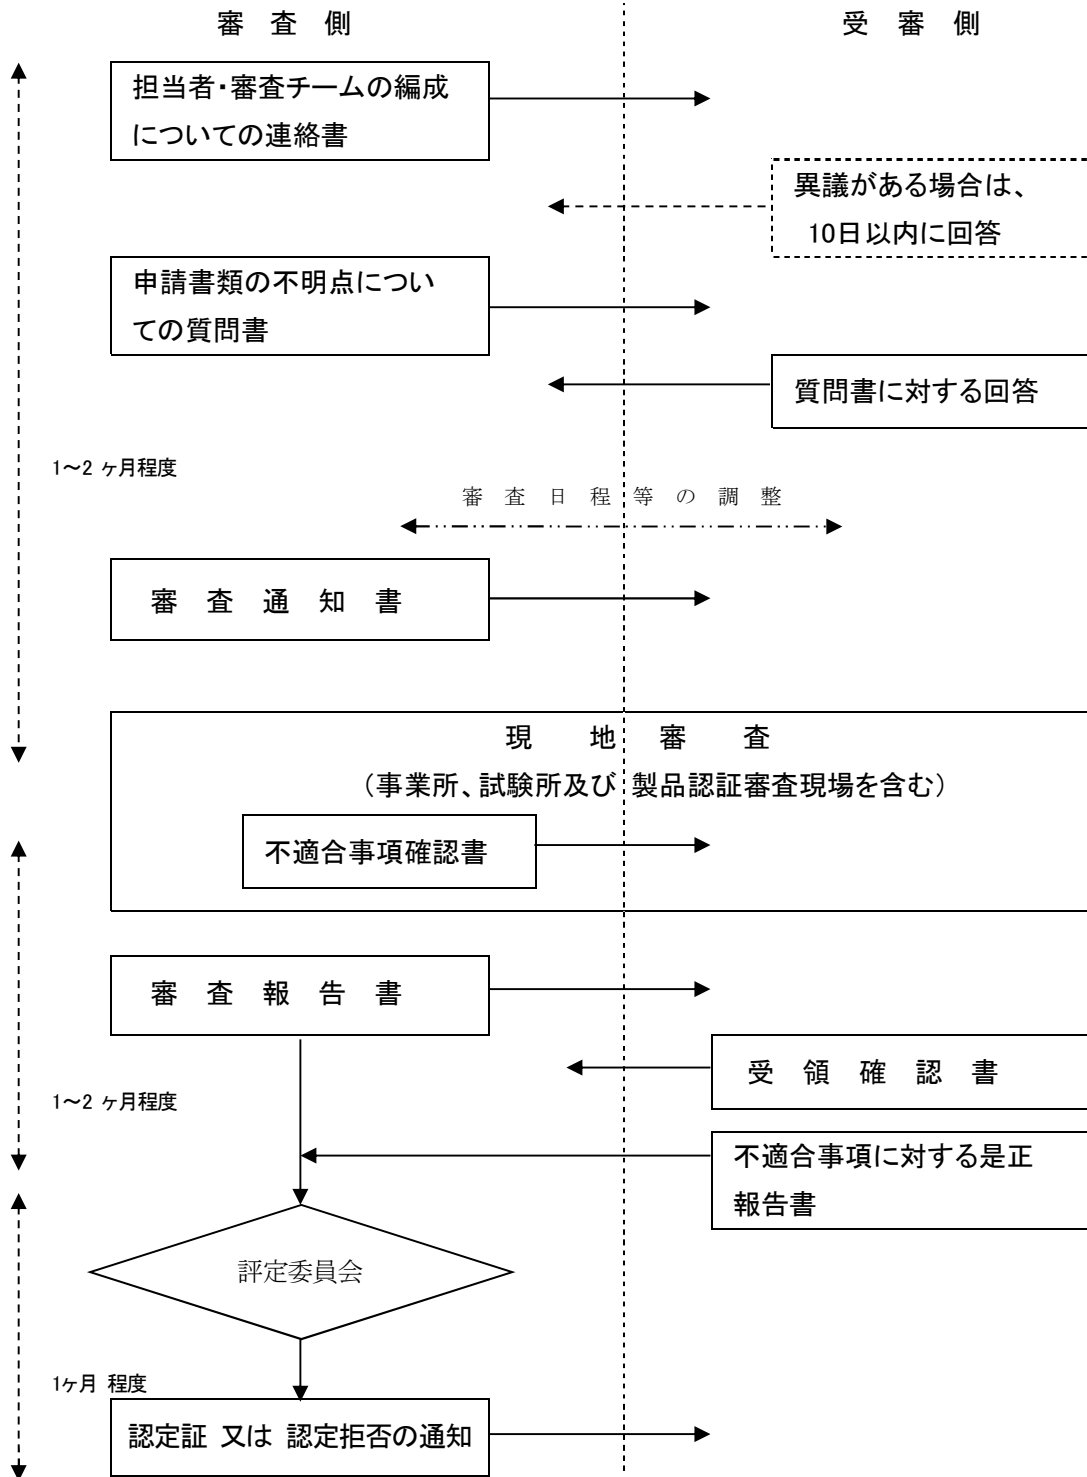 審査側
受審側
担当者・審査チームの編成
についての連絡書
異議がある場合は、
10日以内に回答
申請書類の不明点につい
ての質問書
質問書に対する回答
1～2 ヶ月程度
審査日程等の調整
審査通知書
現地審査
（事業所、試験所及び 製品認証審査現場を含む）
不適合事項確認書
審査報告書
受領確認書
1～2 ヶ月程度
不適合事項に対する是正
報告書
評定委員会
1ヶ月 程度
認定証 又は 認定拒否の通知